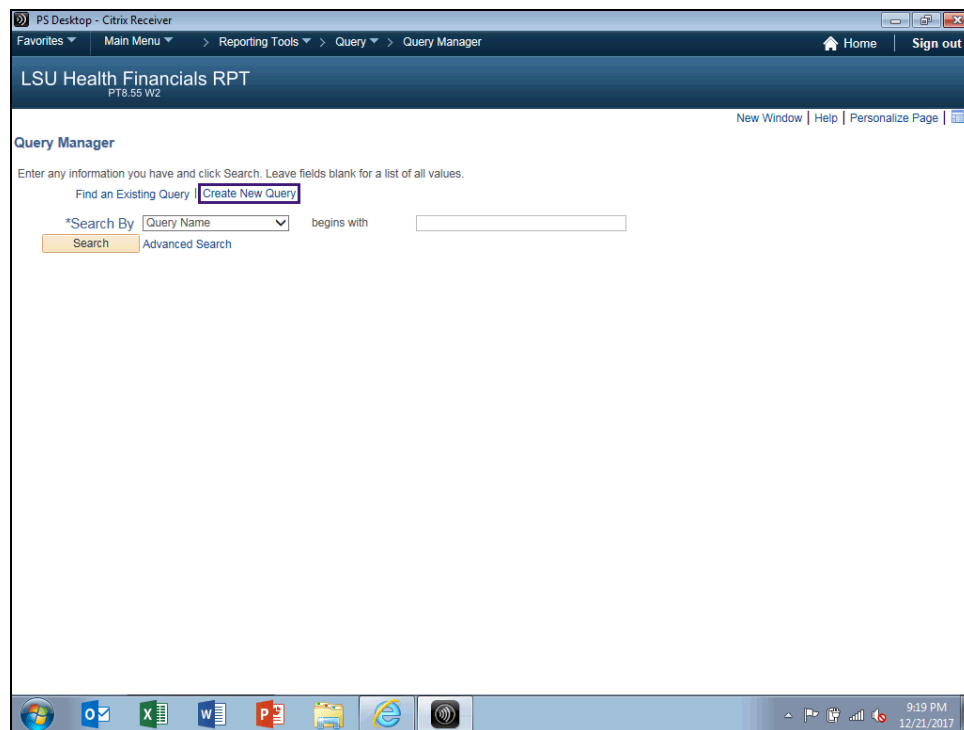 PS Desktop - Citrix Receiver
Favorites Main Menu > Reporting Tools > Query > Query Manager Home Sign out
LSU Health Financials RPT
PT8.55 W2
New Window | Help | Personalize Page |
Query Manager
Enter any information you have and click Search. Leave fields blank for a list of all values.
Find an Existing Query | Create New Query
*Search By Query Name begins with
Search Advanced Search
9:19 PM
12/21/2017